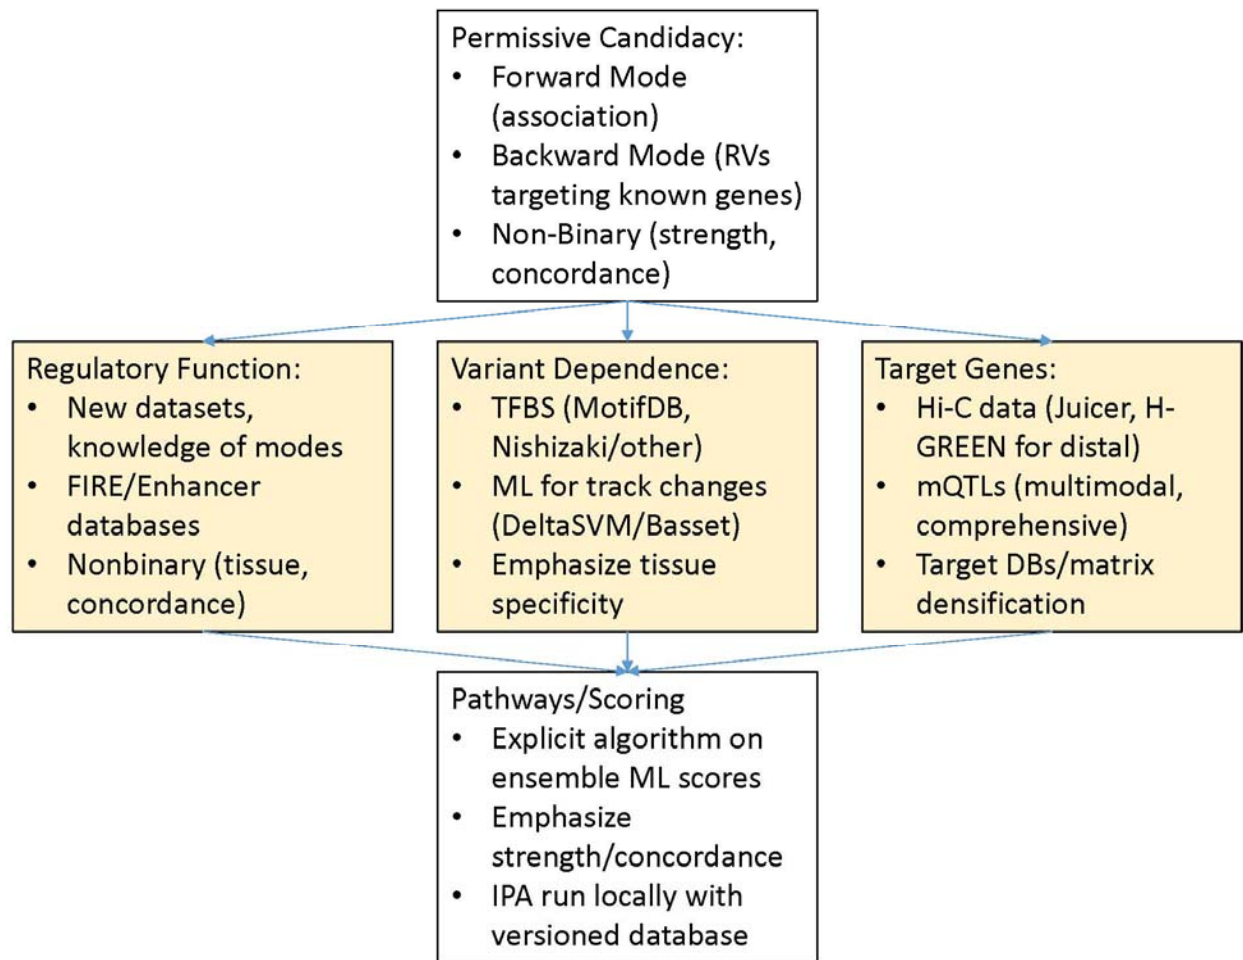 Permissive Candidacy:
• Forward Mode
(association)
• Backward Mode (RVs
targeting known genes)
• Non-Binary (strength,
concordance)
Regulatory Function:
• New datasets,
knowledge of modes
• FIRE/Enhancer
databases
• Nonbinary (tissue,
concordance)
Variant Dependence:
• TFBS (MotifDB,
Nishizaki/other)
• ML for track changes
(DeltaSVM/Basset)
• Emphasize tissue
specificity
Target Genes:
• Hi-C data (Juicer, H-
GREEN for distal)
• mQTLs (multimodal,
comprehensive)
• Target DBs/matrix
densification
Pathways/Scoring
• Explicit algorithm on
ensemble ML scores
• Emphasize
strength/concordance
• IPA run locally with
versioned database